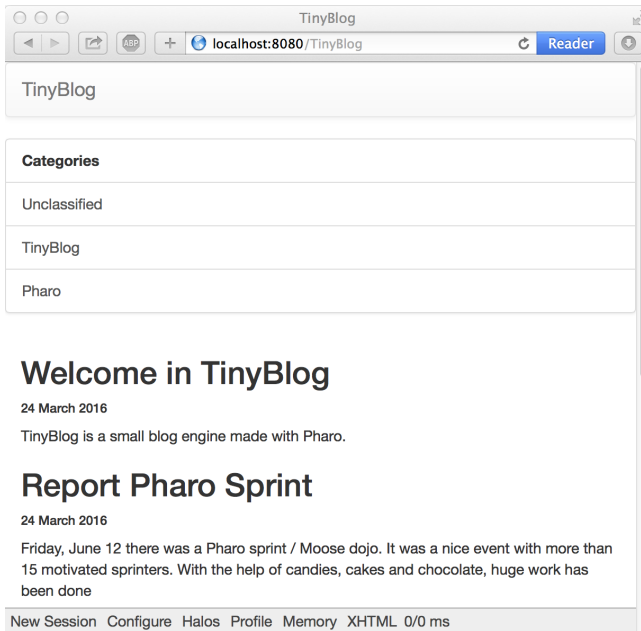 TinyBlog
ABP
localhost:8080/TinyBlog
Reader
TinyBlog
Categories
Unclassified
TinyBlog
Pharo
Welcome in TinyBlog
24 March 2016
TinyBlog is a small blog engine made with Pharo.
Report Pharo Sprint
24 March 2016
Friday, June 12 there was a Pharo sprint / Moose dojo. It was a nice event with more than
15 motivated sprinters. With the help of candies, cakes and chocolate, huge work has
been done
New Session Configure Halos Profile Memory XHTML 0/0 ms